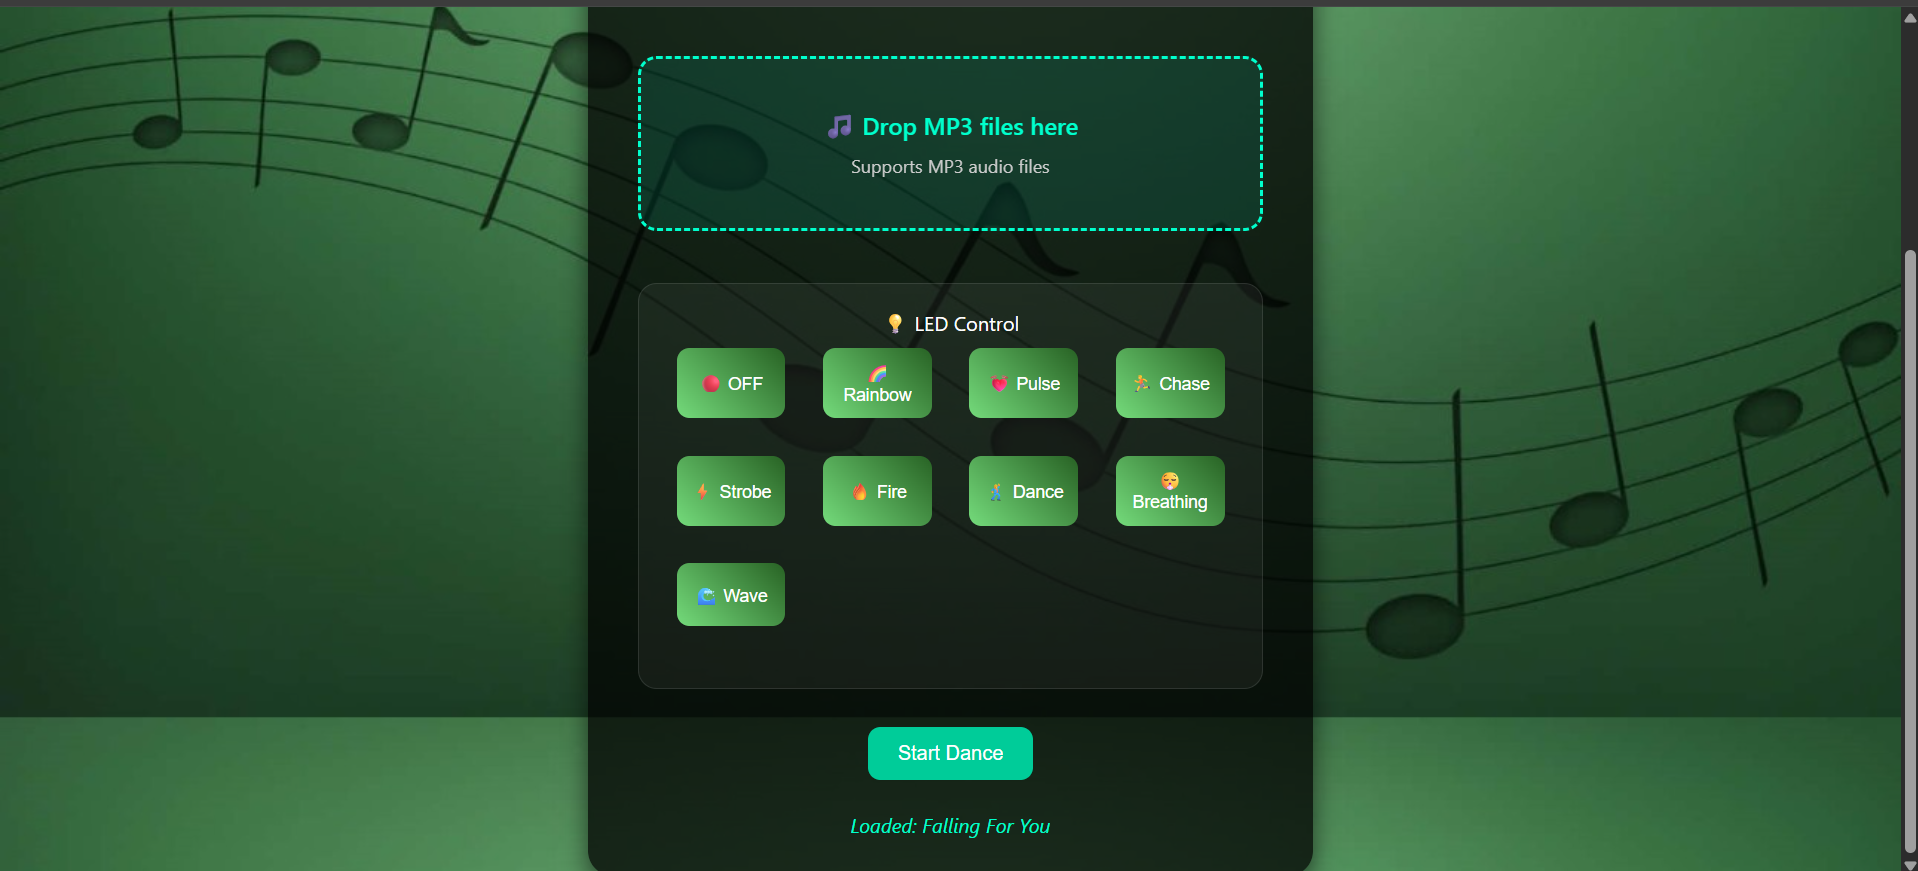 🎵 Drop MP3 files here
Supports MP3 audio files
💡 LED Control
🔴 OFF
🌈
Rainbow
💓 Pulse
🏃 Chase
⚡ Strobe
🔥 Fire
🕺 Dance
😮‍💨
Breathing
🌊 Wave
Start Dance
Loaded: Falling For You